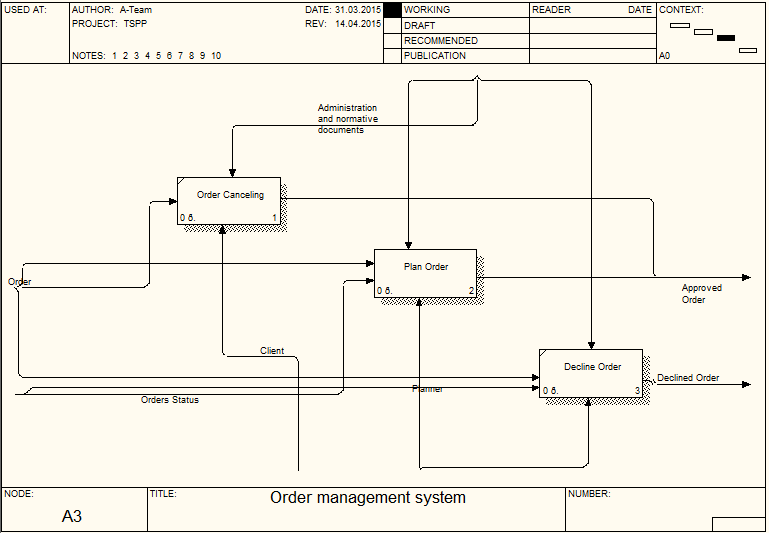 USED AT:
AUTHOR: A-Team
DATE: 31.03.2015
WORKING
READER
DATE
CONTEXT:
PROJECT: TSPP
REV: 14.04.2015
DRAFT
RECOMMENDED
NOTES: 1 2 3 4 5 6 7 8 9 10
PUBLICATION
A0
Administration
and normative
documents
Order Canceling
0 б.
1
Plan Order
0 б.
2
Order
Approved
Order
Client
Decline Order
0 б.
3
Declined Order
Planner
Orders Status
NODE:
TITLE:
Order management system
NUMBER:
A3